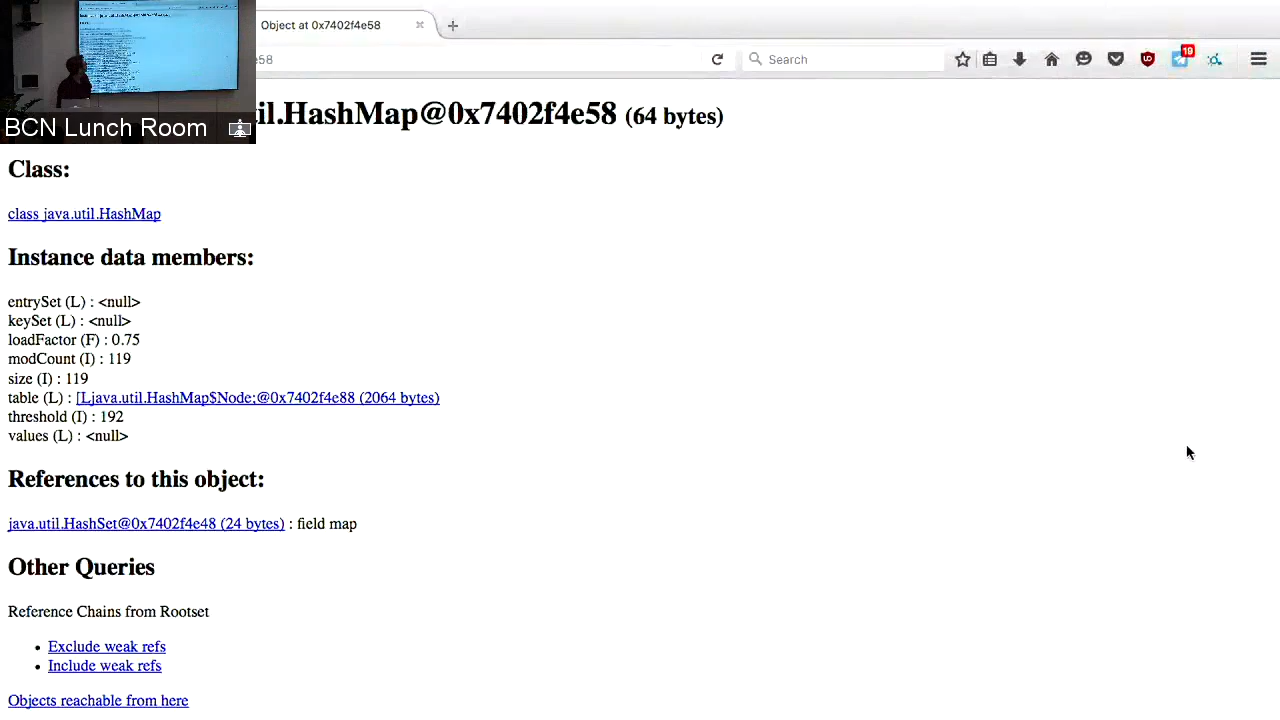 Object at 0x7402f4e58
58
Search
19
BCN Lunch Room
il.HashMap@0x7402f4e58 (64 bytes)
Class:
class java.util.HashMap
Instance data members:
entrySet (L) : <null>
keySet (L) : <null>
loadFactor (F) : 0.75
modCount (I) : 119
size (I) : 119
table (L) : [Ljava.util.HashMap$Node;@0x7402f4e88 (2064 bytes)
threshold (I) : 192
values (L) : <null>
References to this object:
java.util.HashSet@0x7402f4e48 (24 bytes) : field map
Other Queries
Reference Chains from Rootset
• Exclude weak refs
• Include weak refs
Objects reachable from here